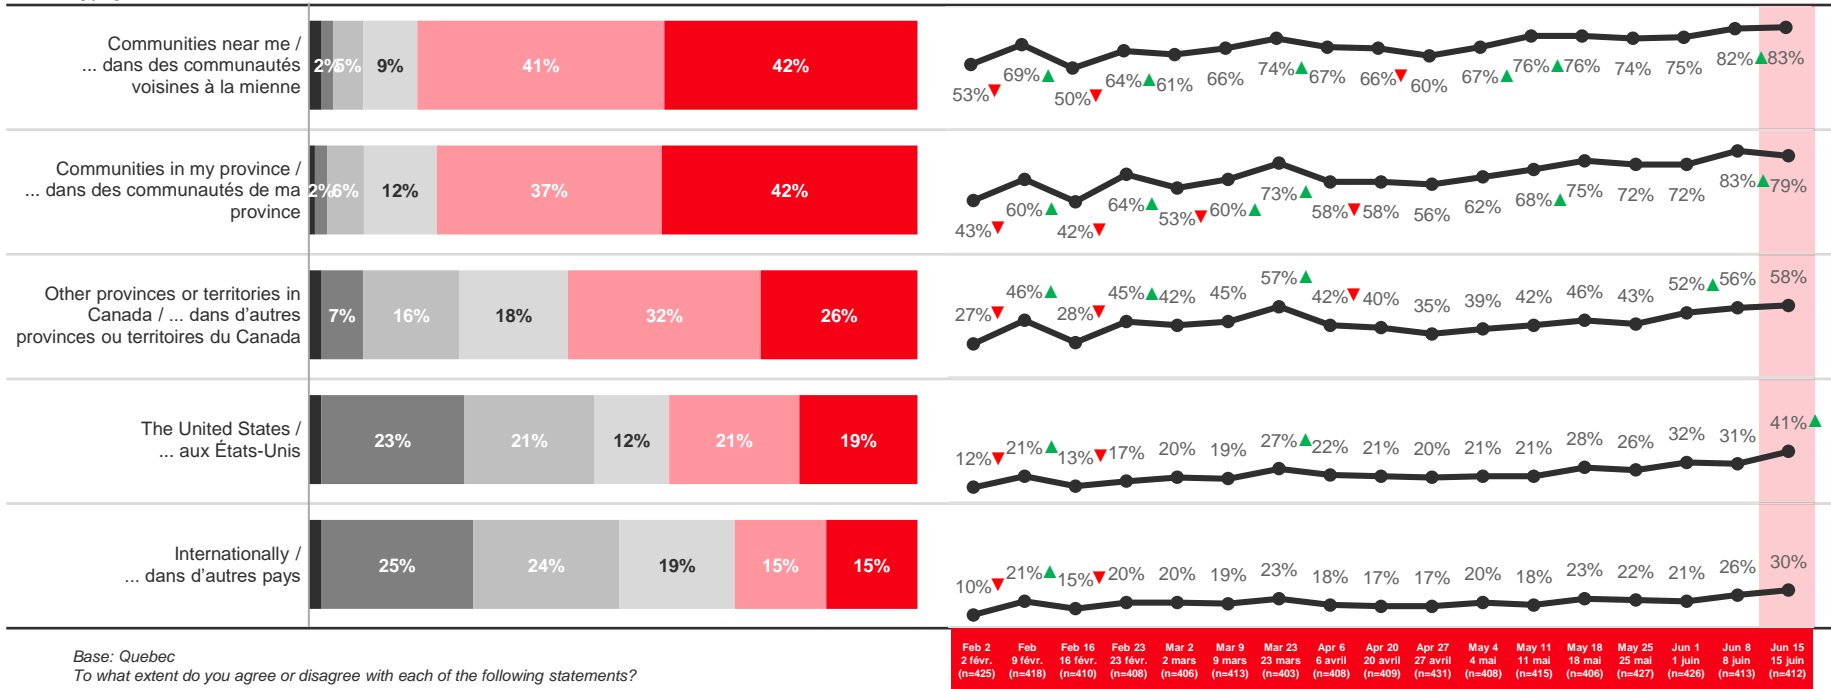 Communities near me /
... dans des communautés
voisines à la mienne
2%
5%
9%
41%
42%
53%
69%
50%
64%
61%
66%
74%
67%
66%
60%
67%
76%
76%
74%
75%
82%
83%
Communities in my province /
... dans des communautés de ma
province
2%
6%
12%
37%
42%
43%
60%
42%
64%
53%
60%
73%
58%
58%
56%
62%
68%
75%
72%
72%
83%
79%
Other provinces or territories in
Canada / ... dans d'autres
provinces ou territoires du Canada
7%
16%
18%
32%
26%
27%
46%
28%
45%
42%
45%
57%
42%
40%
35%
39%
42%
46%
43%
52%
56%
58%
The United States /
... aux États-Unis
23%
21%
12%
21%
19%
12%
21%
13%
17%
20%
19%
27%
22%
21%
20%
21%
21%
28%
26%
32%
31%
41%
Internationally /
... dans d'autres pays
25%
24%
19%
15%
15%
10%
21%
15%
20%
20%
19%
23%
18%
17%
17%
20%
18%
23%
22%
21%
26%
30%
Feb 2
2 févr.
(n=425)
Feb
9 févr.
(n=418)
Feb 16
16 févr.
(n=410)
Feb 23
23 févr.
(n=408)
Mar 2
2 mars
(n=406)
Mar 9
9 mars
(n=413)
Mar 23
23 mars
(n=403)
Apr 6
6 avril
(n=408)
Apr 20
20 avril
(n=409)
Apr 27
27 avril
(n=431)
May 4
4 mai
(n=408)
May 11
11 mai
(n=415)
May 18
18 mai
(n=406)
May 25
25 mai
(n=427)
Jun 1
1 juin
(n=426)
Jun 8
8 juin
(n=413)
Jun 15
15 juin
(n=412)
Base: Quebec
To what extent do you agree or disagree with each of the following statements?